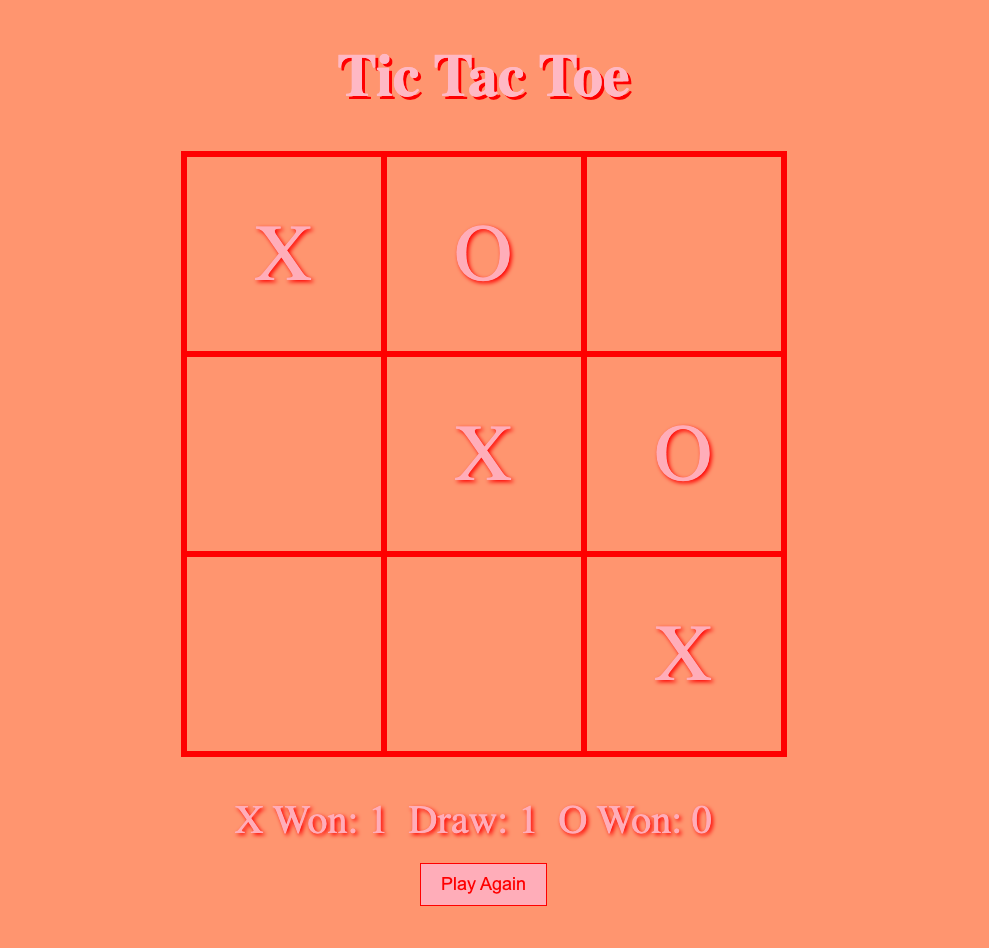 Tic Tac Toe
X O
X O
X
X Won: 1 Draw: 1 O Won: 0
Play Again